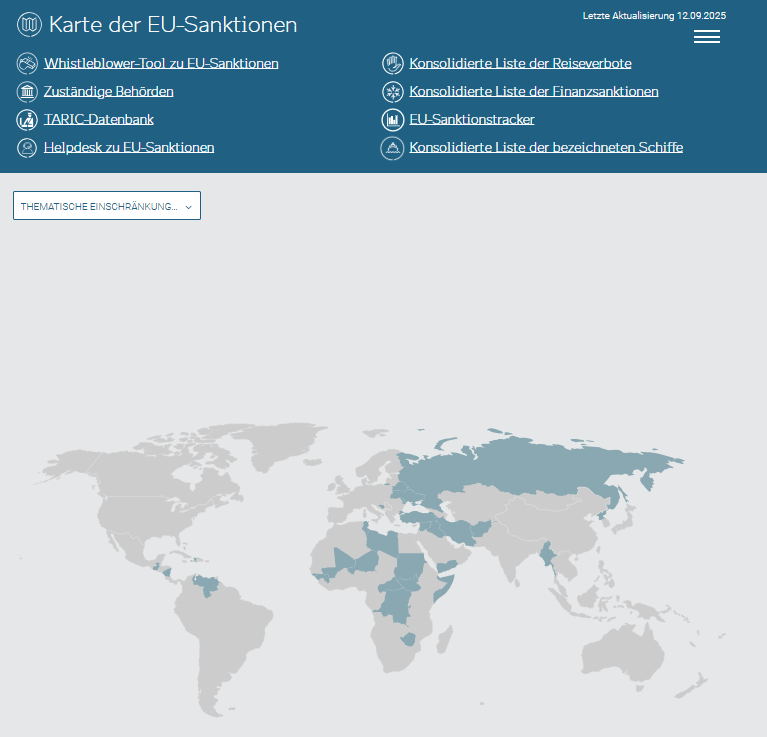 Karte der EU-Sanktionen
Letzte Aktualisierung 12.09.2025
Whistleblower-Tool zu EU-Sanktionen
Konsolidierte Liste der Reiseverbote
Zuständige Behörden
Konsolidierte Liste der Finanzsanktionen
TARIC-Datenbank
EU-Sanktionstracker
Helpdesk zu EU-Sanktionen
Konsolidierte Liste der bezeichneten Schiffe
THEMATISCHE EINSCHRÄNKUNG...